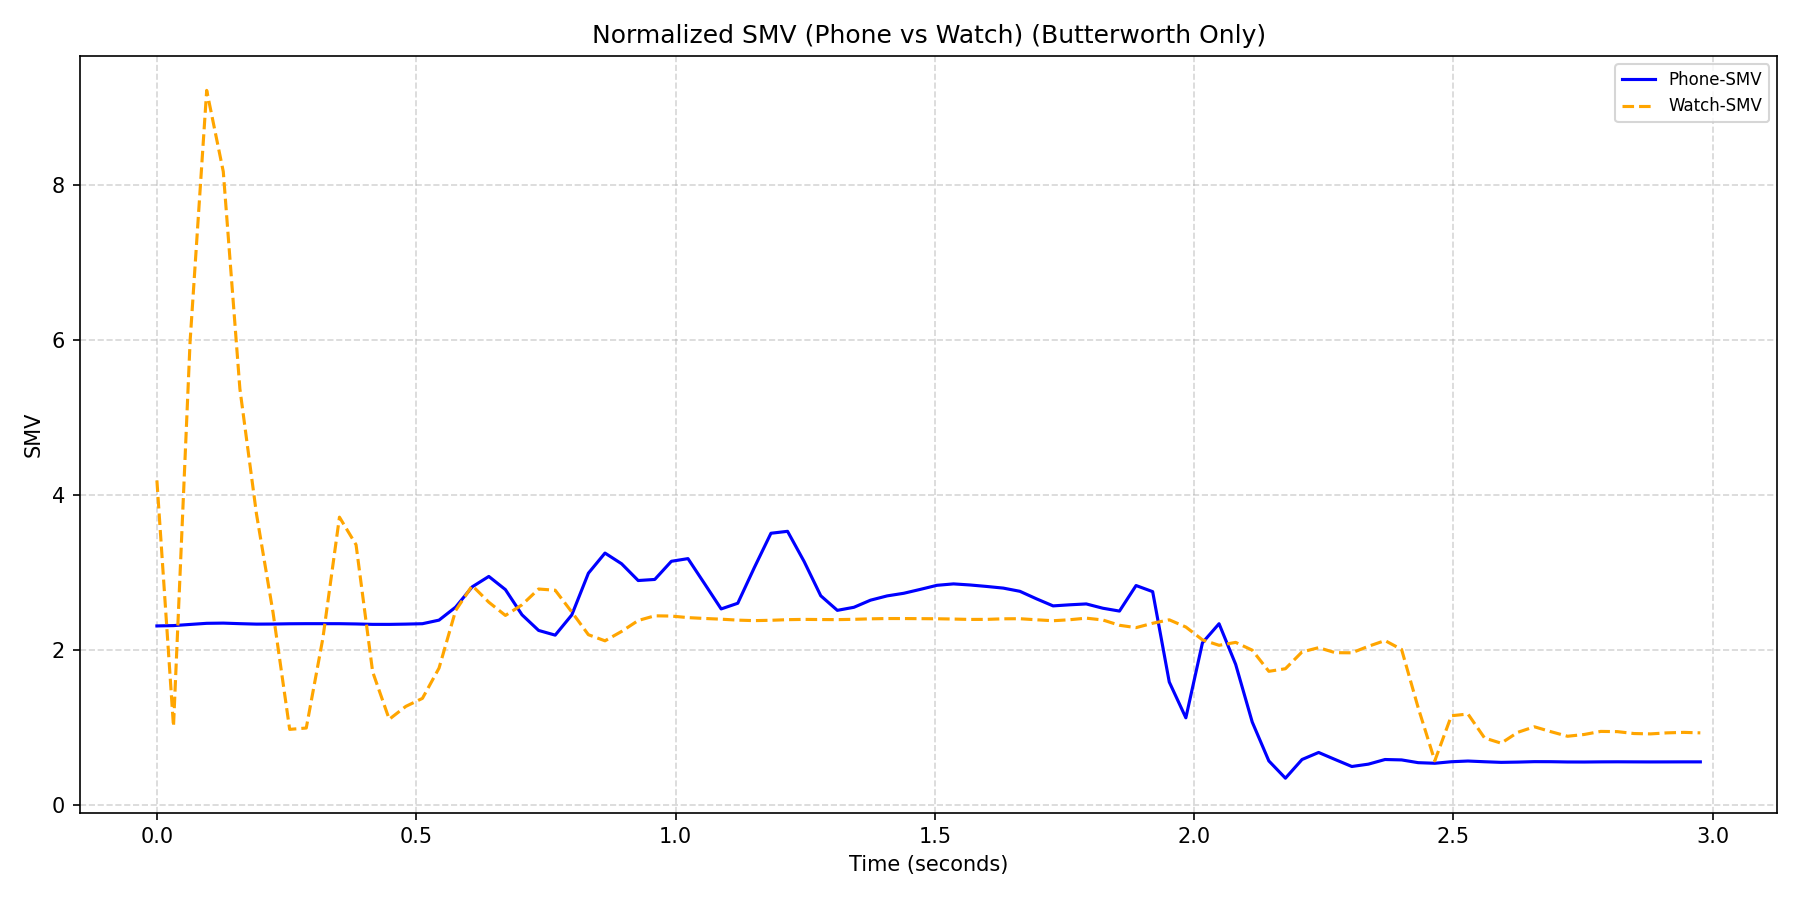 Normalized SMV (Phone vs Watch) (Butterworth Only)
Phone-SMV
Watch-SMV
8
6
4
2
0
SMV
0.0 0.5 1.0 1.5 2.0 2.5 3.0
Time (seconds)